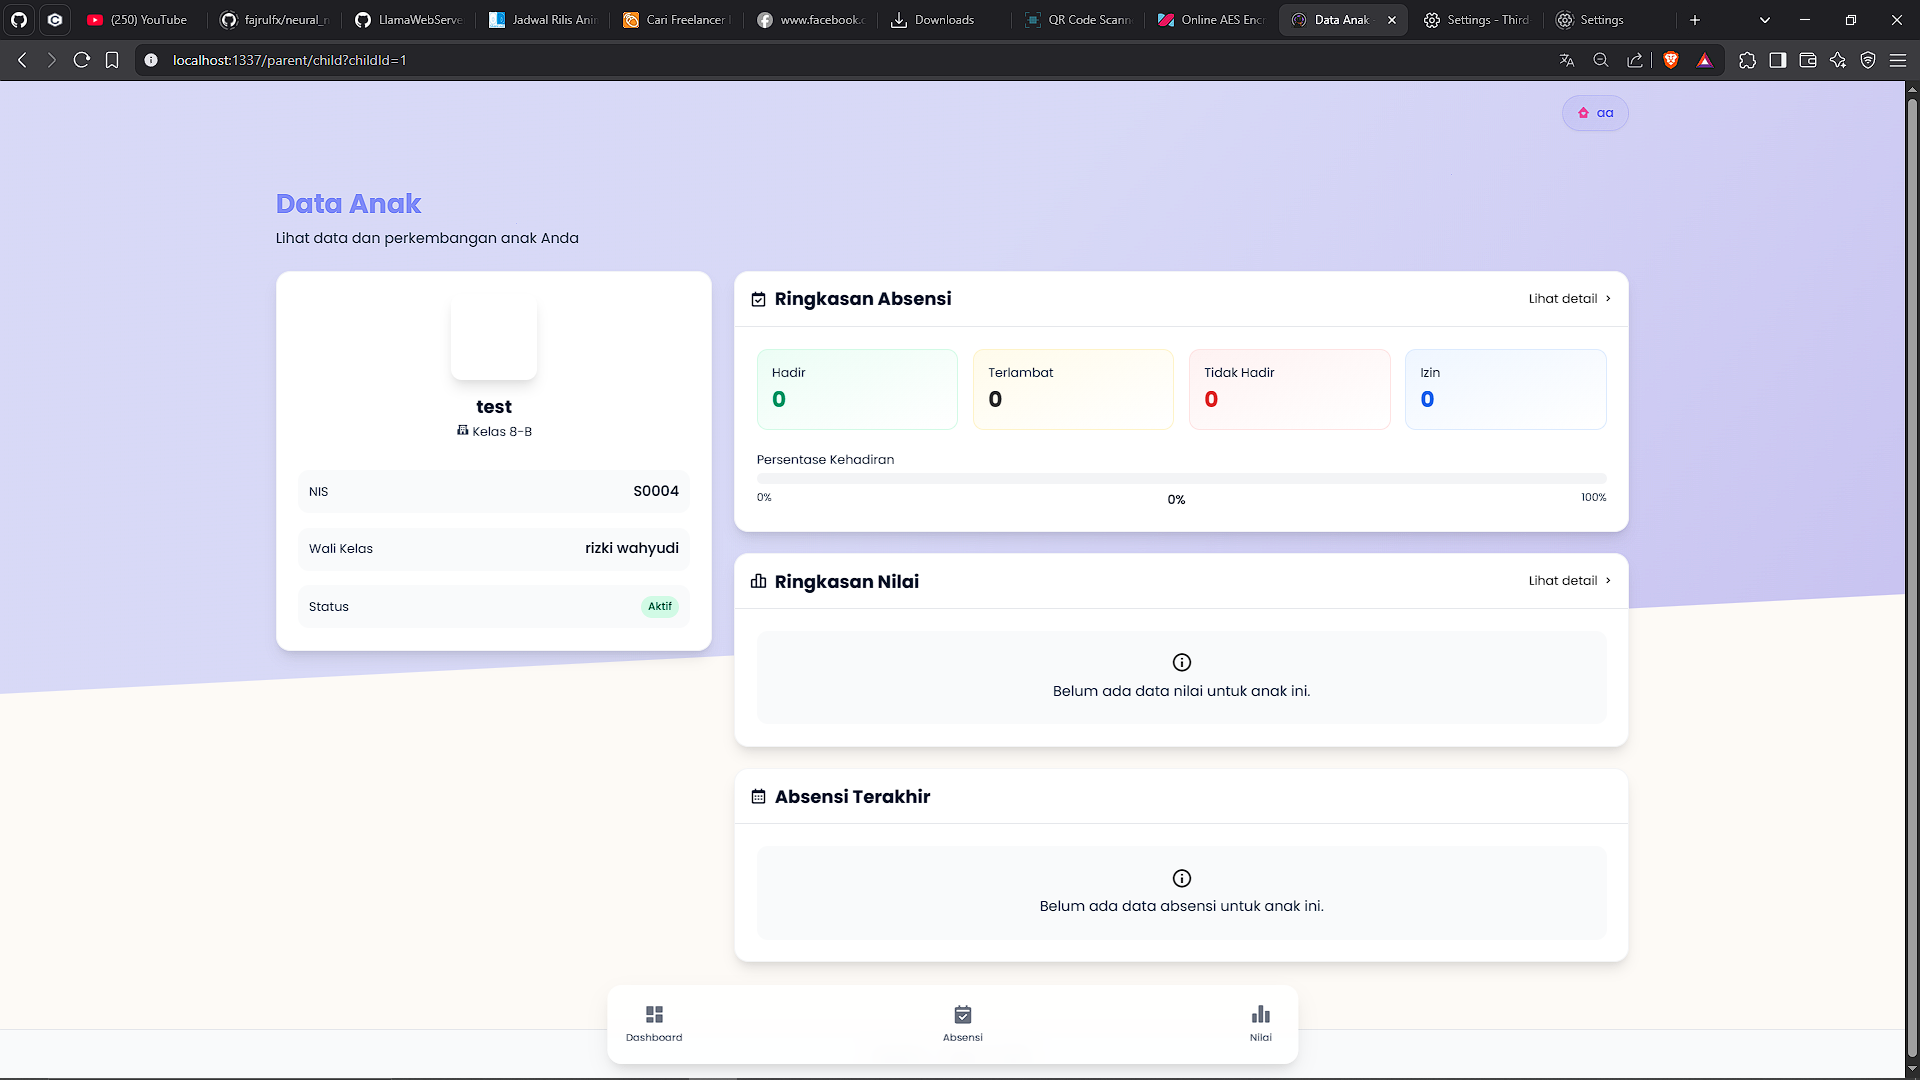 (250) YouTube
fajrulfx/neural_n
LlamaWebServe
Jadwal Rilis Anim
Cari Freelancer
www.facebook.c
Downloads
QR Code Scann
Online AES Encr
Data Anak
Settings - Third
Settings
localhost:1337/parent/child?childId=1
aa
Data Anak
Lihat data dan perkembangan anak Anda
test
Kelas 8-B
NIS
S0004
Wali Kelas
rizki wahyudi
Status
Aktif
Ringkasan Absensi
Lihat detail
Hadir
0
Terlambat
0
Tidak Hadir
0
Izin
0
Persentase Kehadiran
0%
0%
100%
Ringkasan Nilai
Lihat detail
Belum ada data nilai untuk anak ini.
Absensi Terakhir
Belum ada data absensi untuk anak ini.
Dashboard
Absensi
Nilai